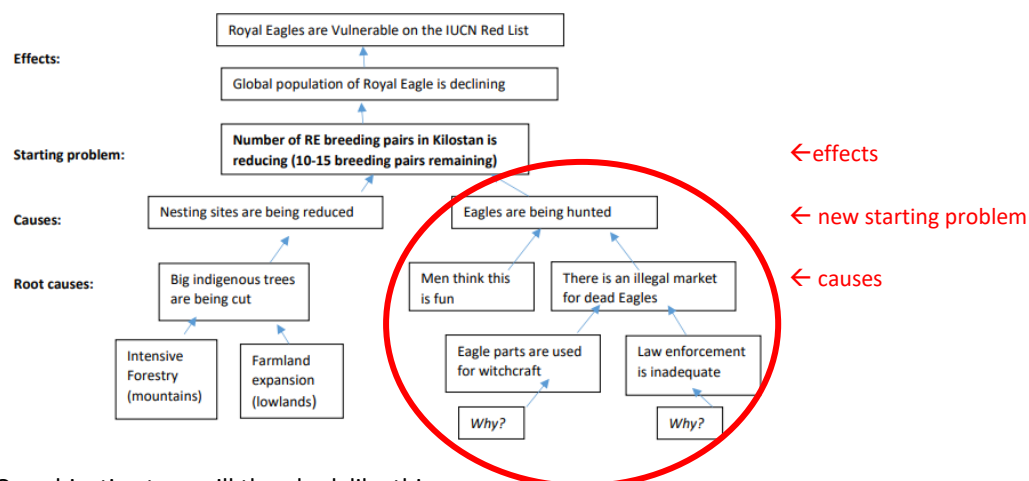 Royal Eagles are Vulnerable on the IUCN Red List
Effects:
Global population of Royal Eagle is declining
Starting problem:
Number of RE breeding pairs in Kilostan is
reducing (10-15 breeding pairs remaining)
←effects
Causes:
Nesting sites are being reduced
Eagles are being hunted
← new starting problem
Root causes:
Big indigenous trees
are being cut
Men think this
is fun
There is an illegal market
for dead Eagles
← causes
Intensive
Forestry
(mountains)
Farmland
expansion
(lowlands)
Eagle parts are used
for witchcraft
Law enforcement
is inadequate
Why?
Why?